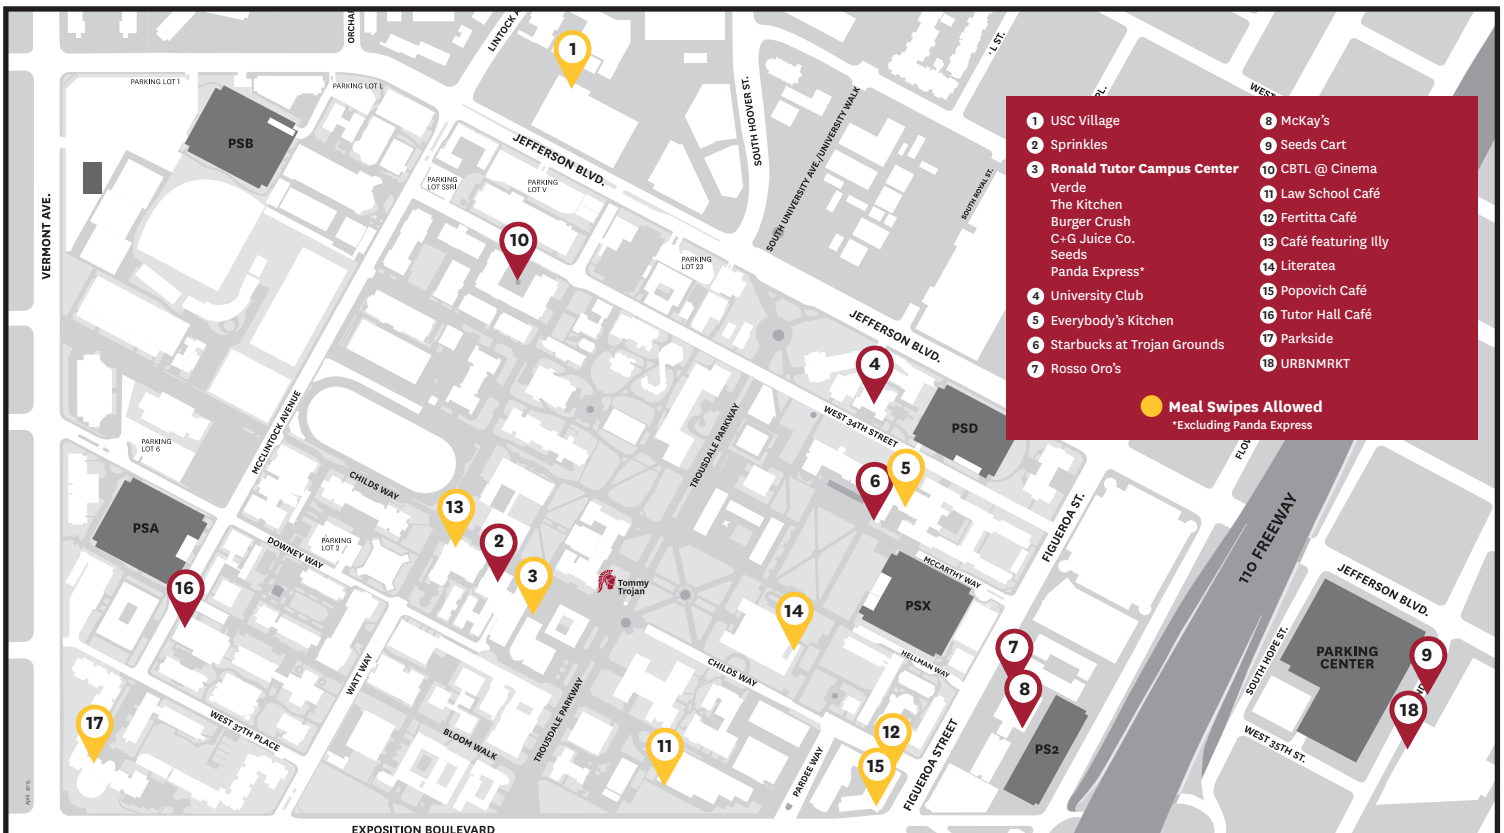 ORCHAR
LINTOCK A
L ST.
1
PARKING LOT 1
PARKING LOT L
PSB
SOUTH HOOVER ST.
SOUTH UNIVERSITY AVE./UNIVERSITY WALK
PL.
WEST
JEFFERSON BLVD.
PARKING
LOT SSRI
PARKING
LOT V
SOUTH ROYAL ST.
VERMONT AVE.
10
PARKING
LOT 23
1 USC Village
2 Sprinkles
3 Ronald Tutor Campus Center
Verde
The Kitchen
Burger Crush
C+G Juice Co.
Seeds
Panda Express*
4 University Club
5 Everybody's Kitchen
6 Starbucks at Trojan Grounds
7 Rosso Oro's
8 McKay's
9 Seeds Cart
10 CBTL @ Cinema
11 Law School Café
12 Fertitta Café
13 Café featuring Illy
14 Literatea
15 Popovich Café
16 Tutor Hall Café
17 Parkside
18 URBNMRKT
Meal Swipes Allowed
*Excluding Panda Express
JEFFERSON BLVD.
4
MCCLINTOCK AVENUE
TROUSDALE PARKWAY
WEST 34TH STREET
PSD
FLOW
PARKING
LOT 6
5
6
CHILDS WAY
13
FIGUEROA ST.
110 FREEWAY
PSA
DOWNEY WAY
PARKING
LOT 2
2
3
Tommy
Trojan
MCCARTHY WAY
JEFFERSON BLVD.
16
14
PSX
SOUTH HOPE ST.
PARKING
CENTER
9
7
8
HELLMAN WAY
CHILDS WAY
WATT WAY
TROUSDALE PARKWAY
18
17
WEST 37TH PLACE
BLOOM WALK
11
12
15
PARDEE WAY
FIGUEROA STREET
PS2
WEST 35TH ST.
EXPOSITION BOULEVARD